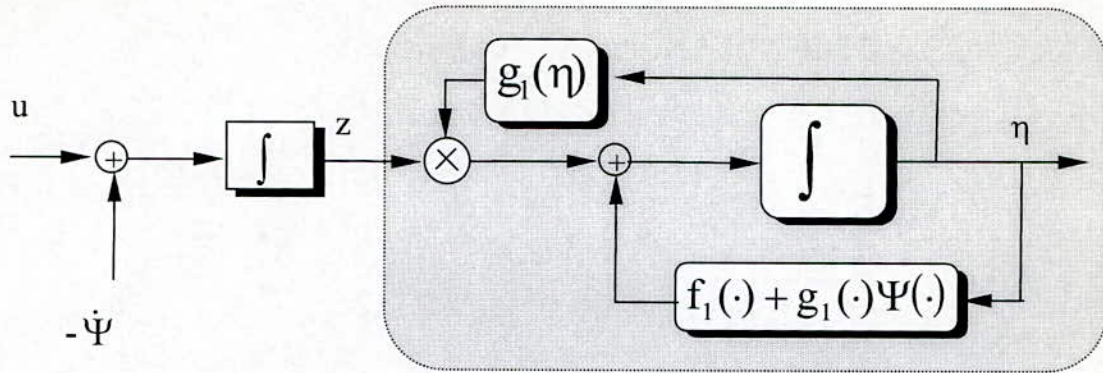 g₁(η)
u
z
η
+
∫
×
+
∫
f₁(·) + g₁(·)Ψ(·)
-Ψ̇